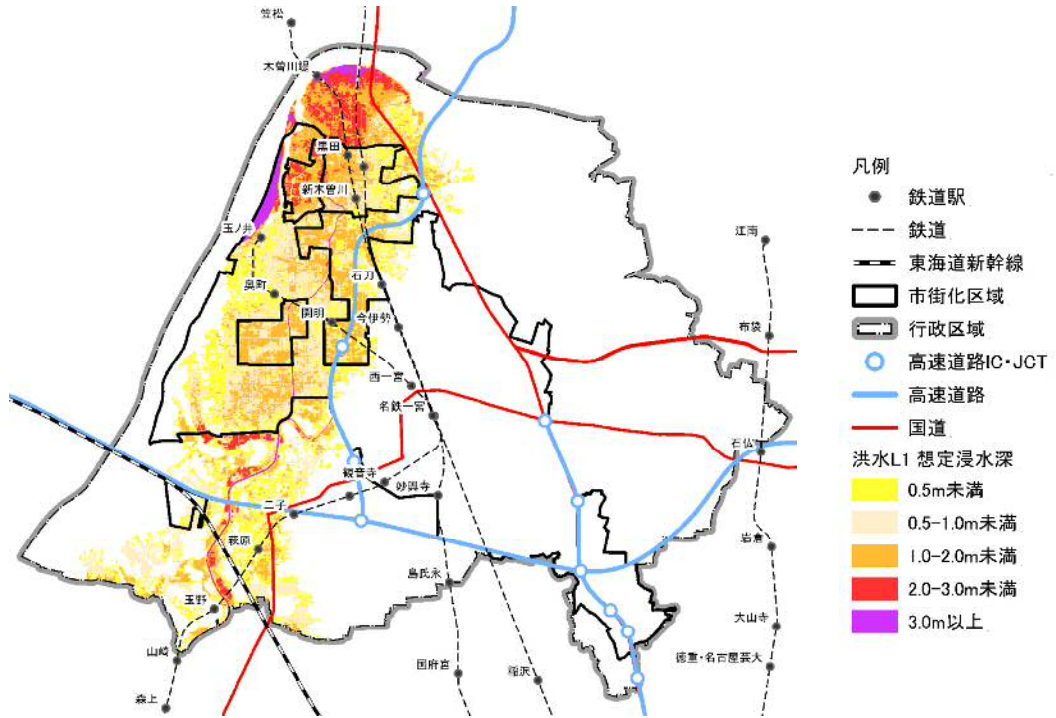 笠松
木曽川堤
黒田
新木曽川
玉ノ井
石刀
奥町
開明
今伊勢
西一宮
名鉄一宮
観音寺
妙興寺
二子
萩原
島氏永
玉野
山崎
森上
国府宮
稲沢
江南
布袋
石仏
岩倉
大山寺
徳重・名古屋芸大
凡例
鉄道駅
鉄道
東海道新幹線
市街化区域
行政区域
高速道路IC・JCT
高速道路
国道
洪水L1 想定浸水深
0.5m未満
0.5-1.0m未満
1.0-2.0m未満
2.0-3.0m未満
3.0m以上